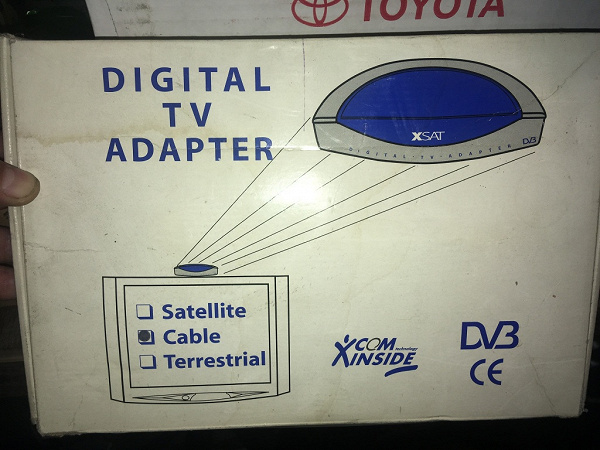 TOYOTA
DIGITAL
TV
ADAPTER
XSAT
DVB
DIGITAL-TV-ADAPTER
Satellite
Cable
Terrestrial
XCOM technology
INSIDE
DVB
CE